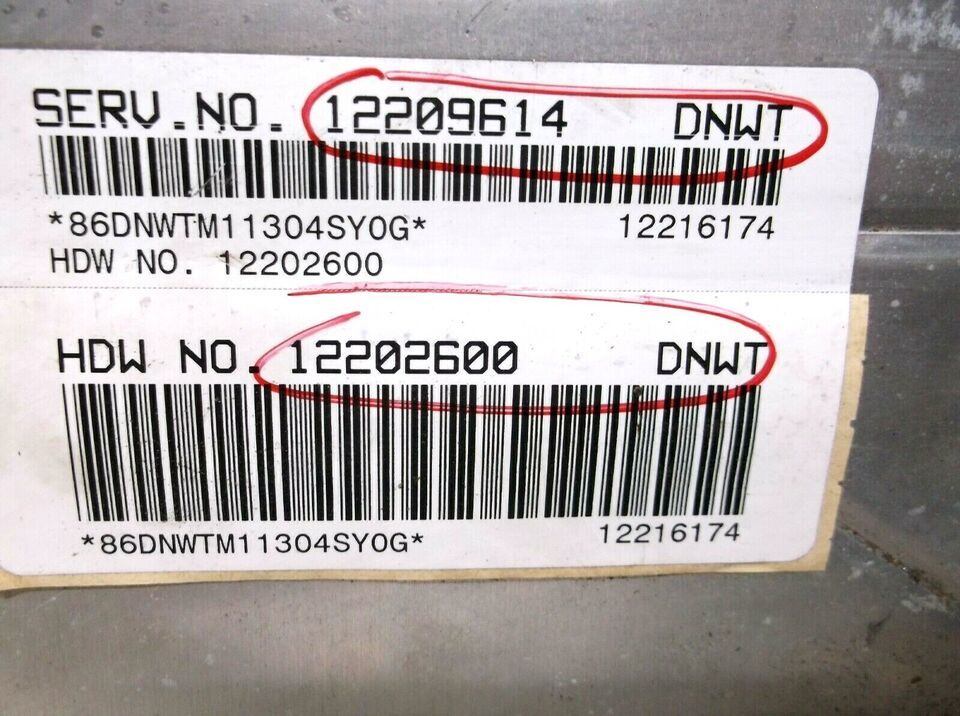 SERV.NO. 12209614 DNWT
*86DNWTM11304SY0G* 12216174
HDW NO. 12202600
HDW NO. 12202600 DNWT
*86DNWTM11304SY0G* 12216174